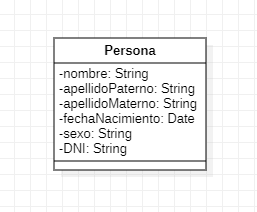 Persona
-nombre: String
-apellidoPaterno: String
-apellidoMaterno: String
-fechaNacimiento: Date
-sexo: String
-DNI: String